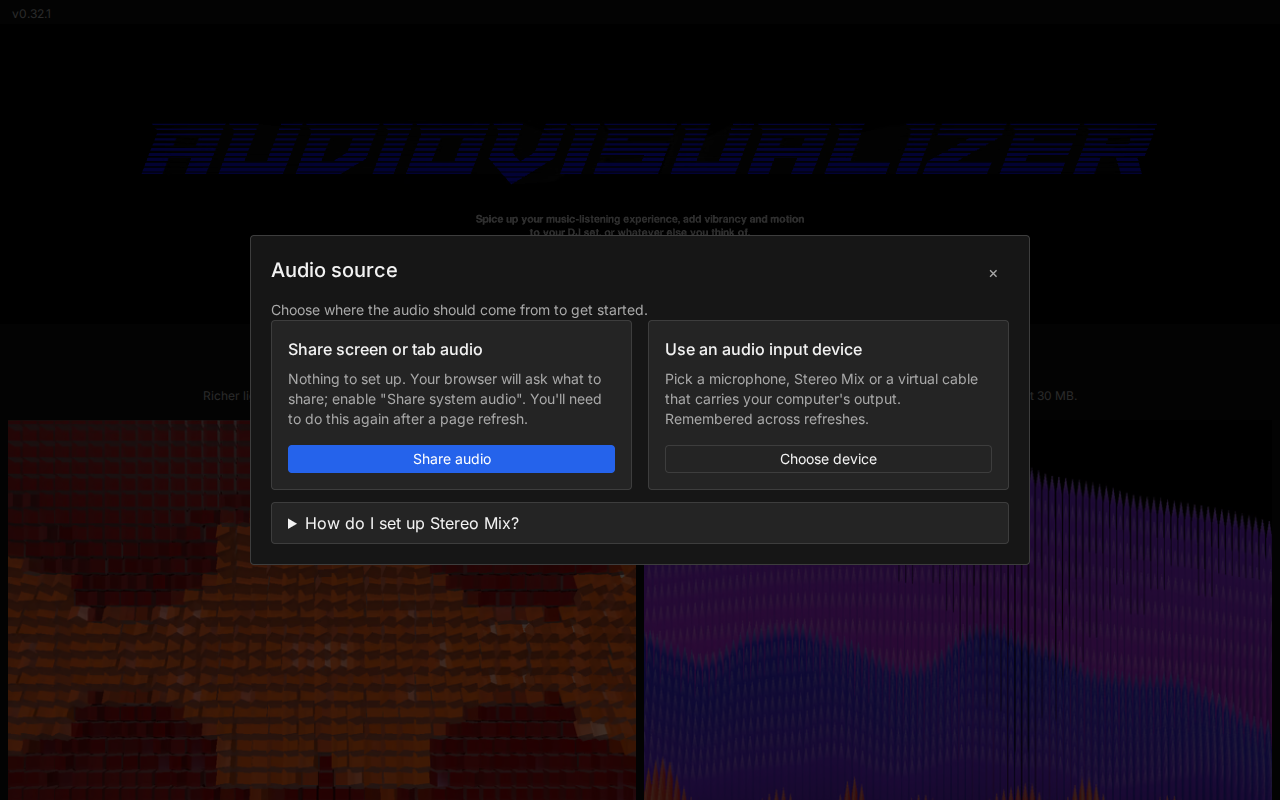 v0.32.1
AUDIOVISUALIZER
Spice up your music-listening experience, add vibrancy and motion
to your DJ set, or whatever else you think of.
Audio source
×
Choose where the audio should come from to get started.
Share screen or tab audio
Nothing to set up. Your browser will ask what to
share; enable "Share system audio". You'll need
to do this again after a page refresh.
Share audio
Use an audio input device
Pick a microphone, Stereo Mix or a virtual cable
that carries your computer's output.
Remembered across refreshes.
Choose device
Richer
30 MB.
How do I set up Stereo Mix?